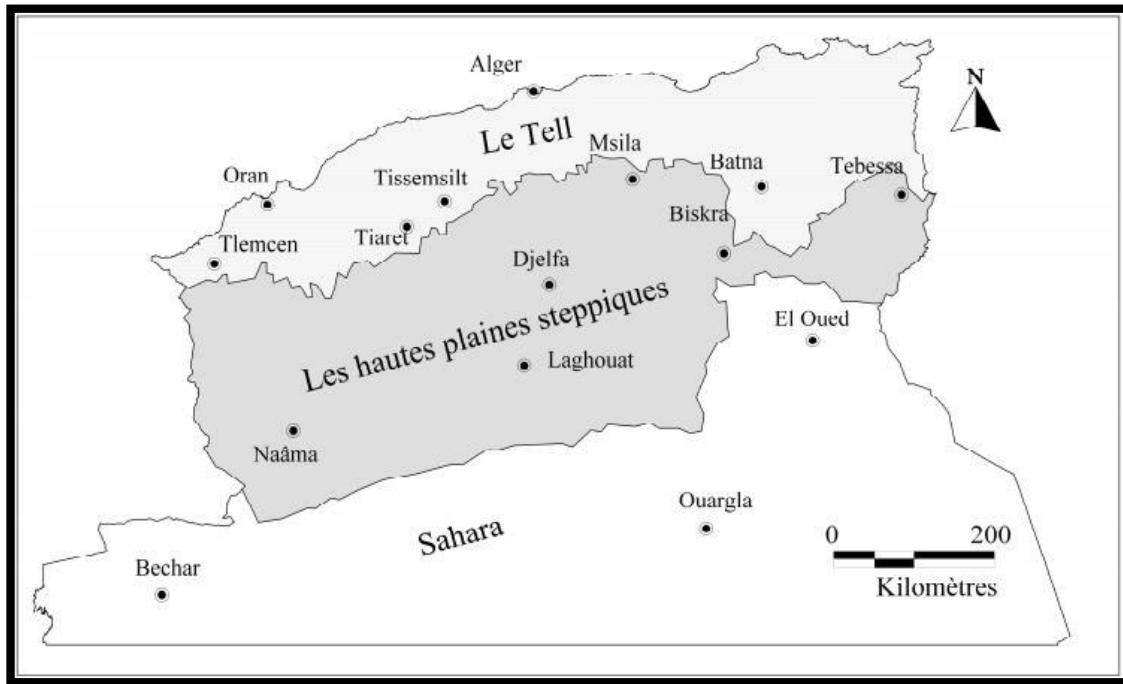 Alger
N
Le Tell
Msila
Oran
Tissemsilt
Batna
Tebessa
Tlemcen
Tiaret
Biskra
Djelfa
El Oued
Les hautes plaines steppiques
Laghouat
Naâma
Ouargla
Sahara
0 200
Bechar
Kilomètres